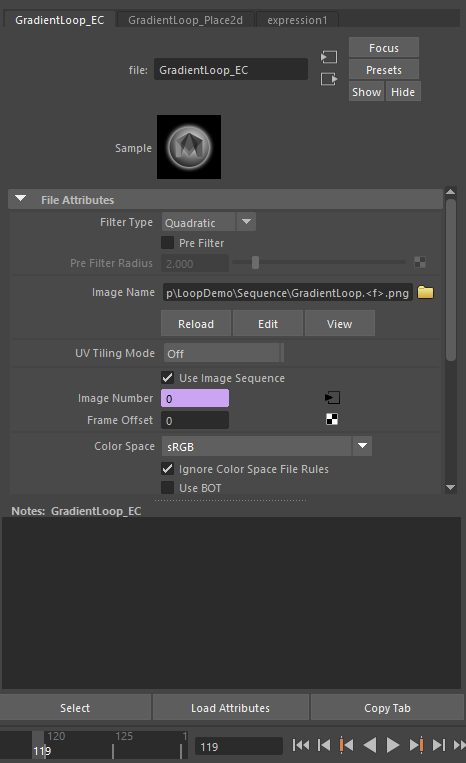 GradientLoop_EC GradientLoop_Place2d expression1
Focus
file: GradientLoop_EC
Presets
Show Hide
Sample
File Attributes
Filter Type Quadratic
Pre Filter
Pre Filter Radius 2.000
Image Name p\LoopDemo\Sequence\GradientLoop.<f>.png
Reload Edit View
UV Tiling Mode Off
Use Image Sequence
Image Number 0
Frame Offset 0
Color Space sRGB
Ignore Color Space File Rules
Use BOT
Notes: GradientLoop_EC
Select Load Attributes Copy Tab
120 125 1
119 119